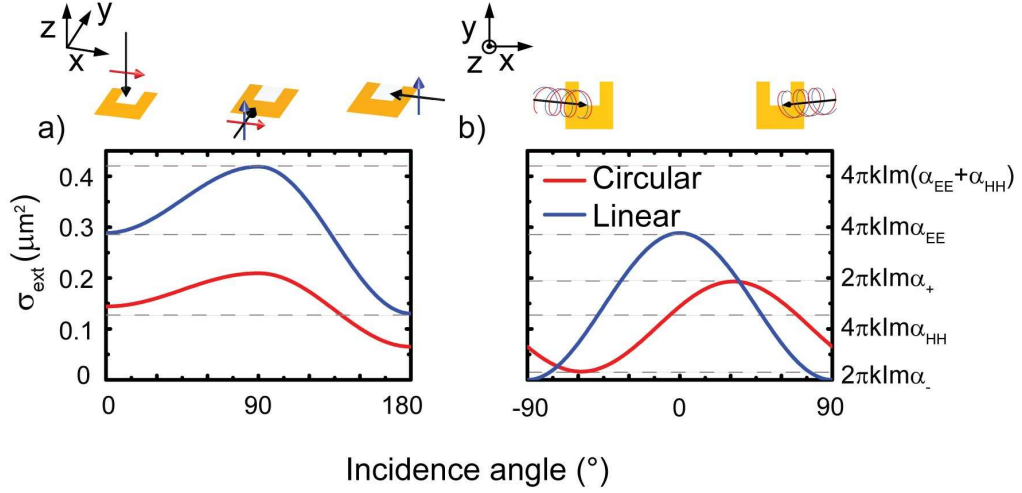 z
y
x
y
z
x
a)
b)
σext (μm²)
0.4
0.3
0.2
0.1
0
0
90
180
Circular
Linear
-90
0
90
4πkIm(αEE+αHH)
4πkImαEE
2πkImα+
4πkImαHH
2πkImα-
Incidence angle (°)